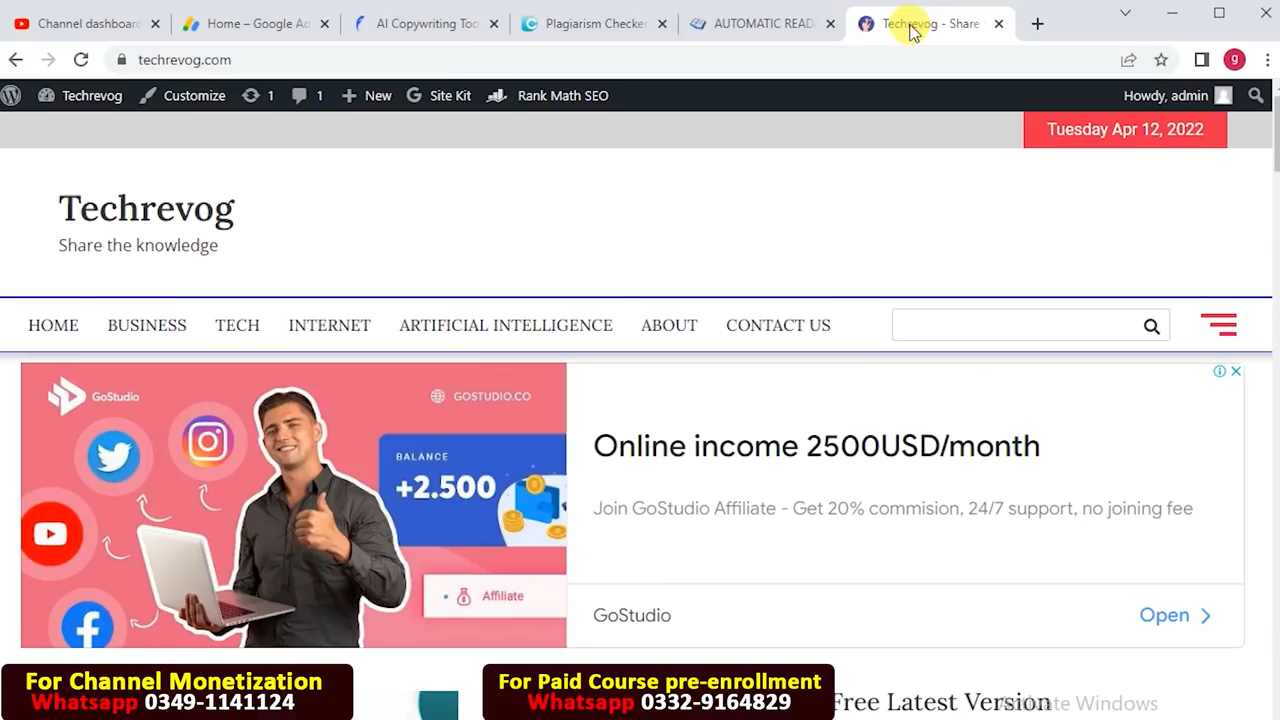 Channel dashboard
Home – Google Ad
AI Copywriting Too
Plagiarism Checker
AUTOMATIC READ
Techrevog - Share
techrevog.com
g
Techrevog
Customize
1
1
New
Site Kit
Rank Math SEO
Howdy, admin
Tuesday Apr 12, 2022
Techrevog
Share the knowledge
HOME
BUSINESS
TECH
INTERNET
ARTIFICIAL INTELLIGENCE
ABOUT
CONTACT US
GoStudio
GOSTUDIO.CO
BALANCE
+2.500
Affiliate
Online income 2500USD/month
Join GoStudio Affiliate - Get 20% commision, 24/7 support, no joining fee
GoStudio
Open
For Channel Monetization
Whatsapp 0349-1141124
For Paid Course pre-enrollment
Whatsapp 0332-9164829
Free Latest Version
Activate Windows